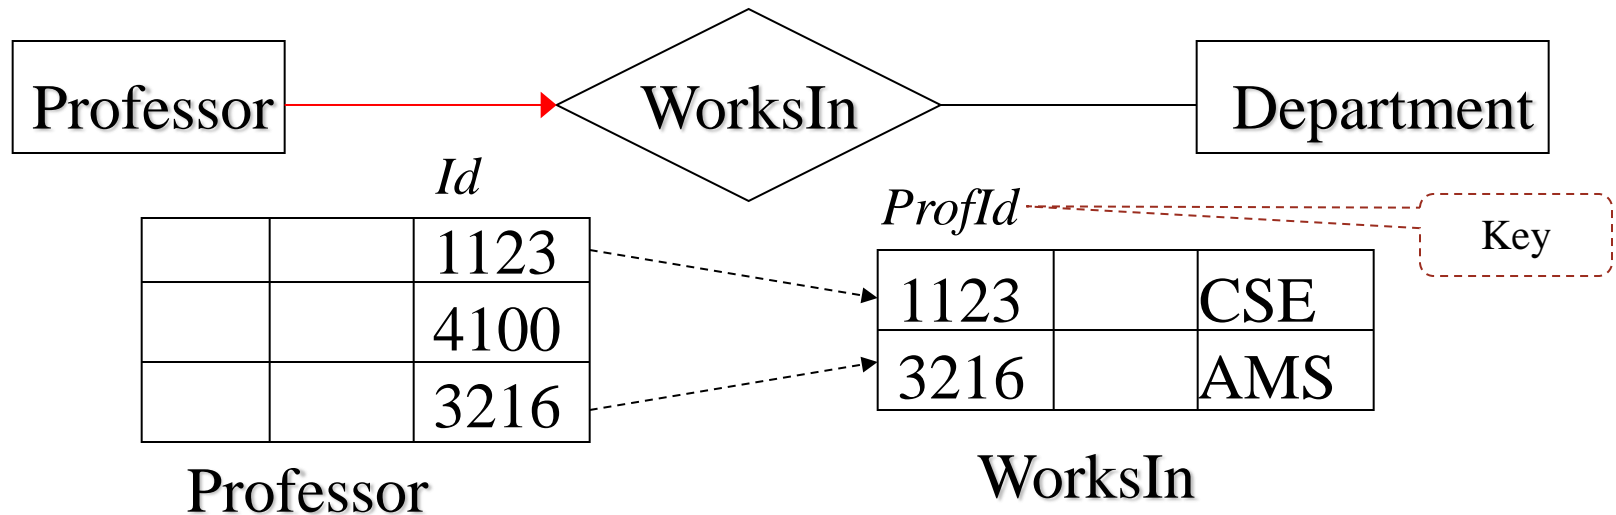 Professor
WorksIn
Department
Id
ProfId
Key
1123
4100
3216
1123
CSE
3216
AMS
Professor
WorksIn